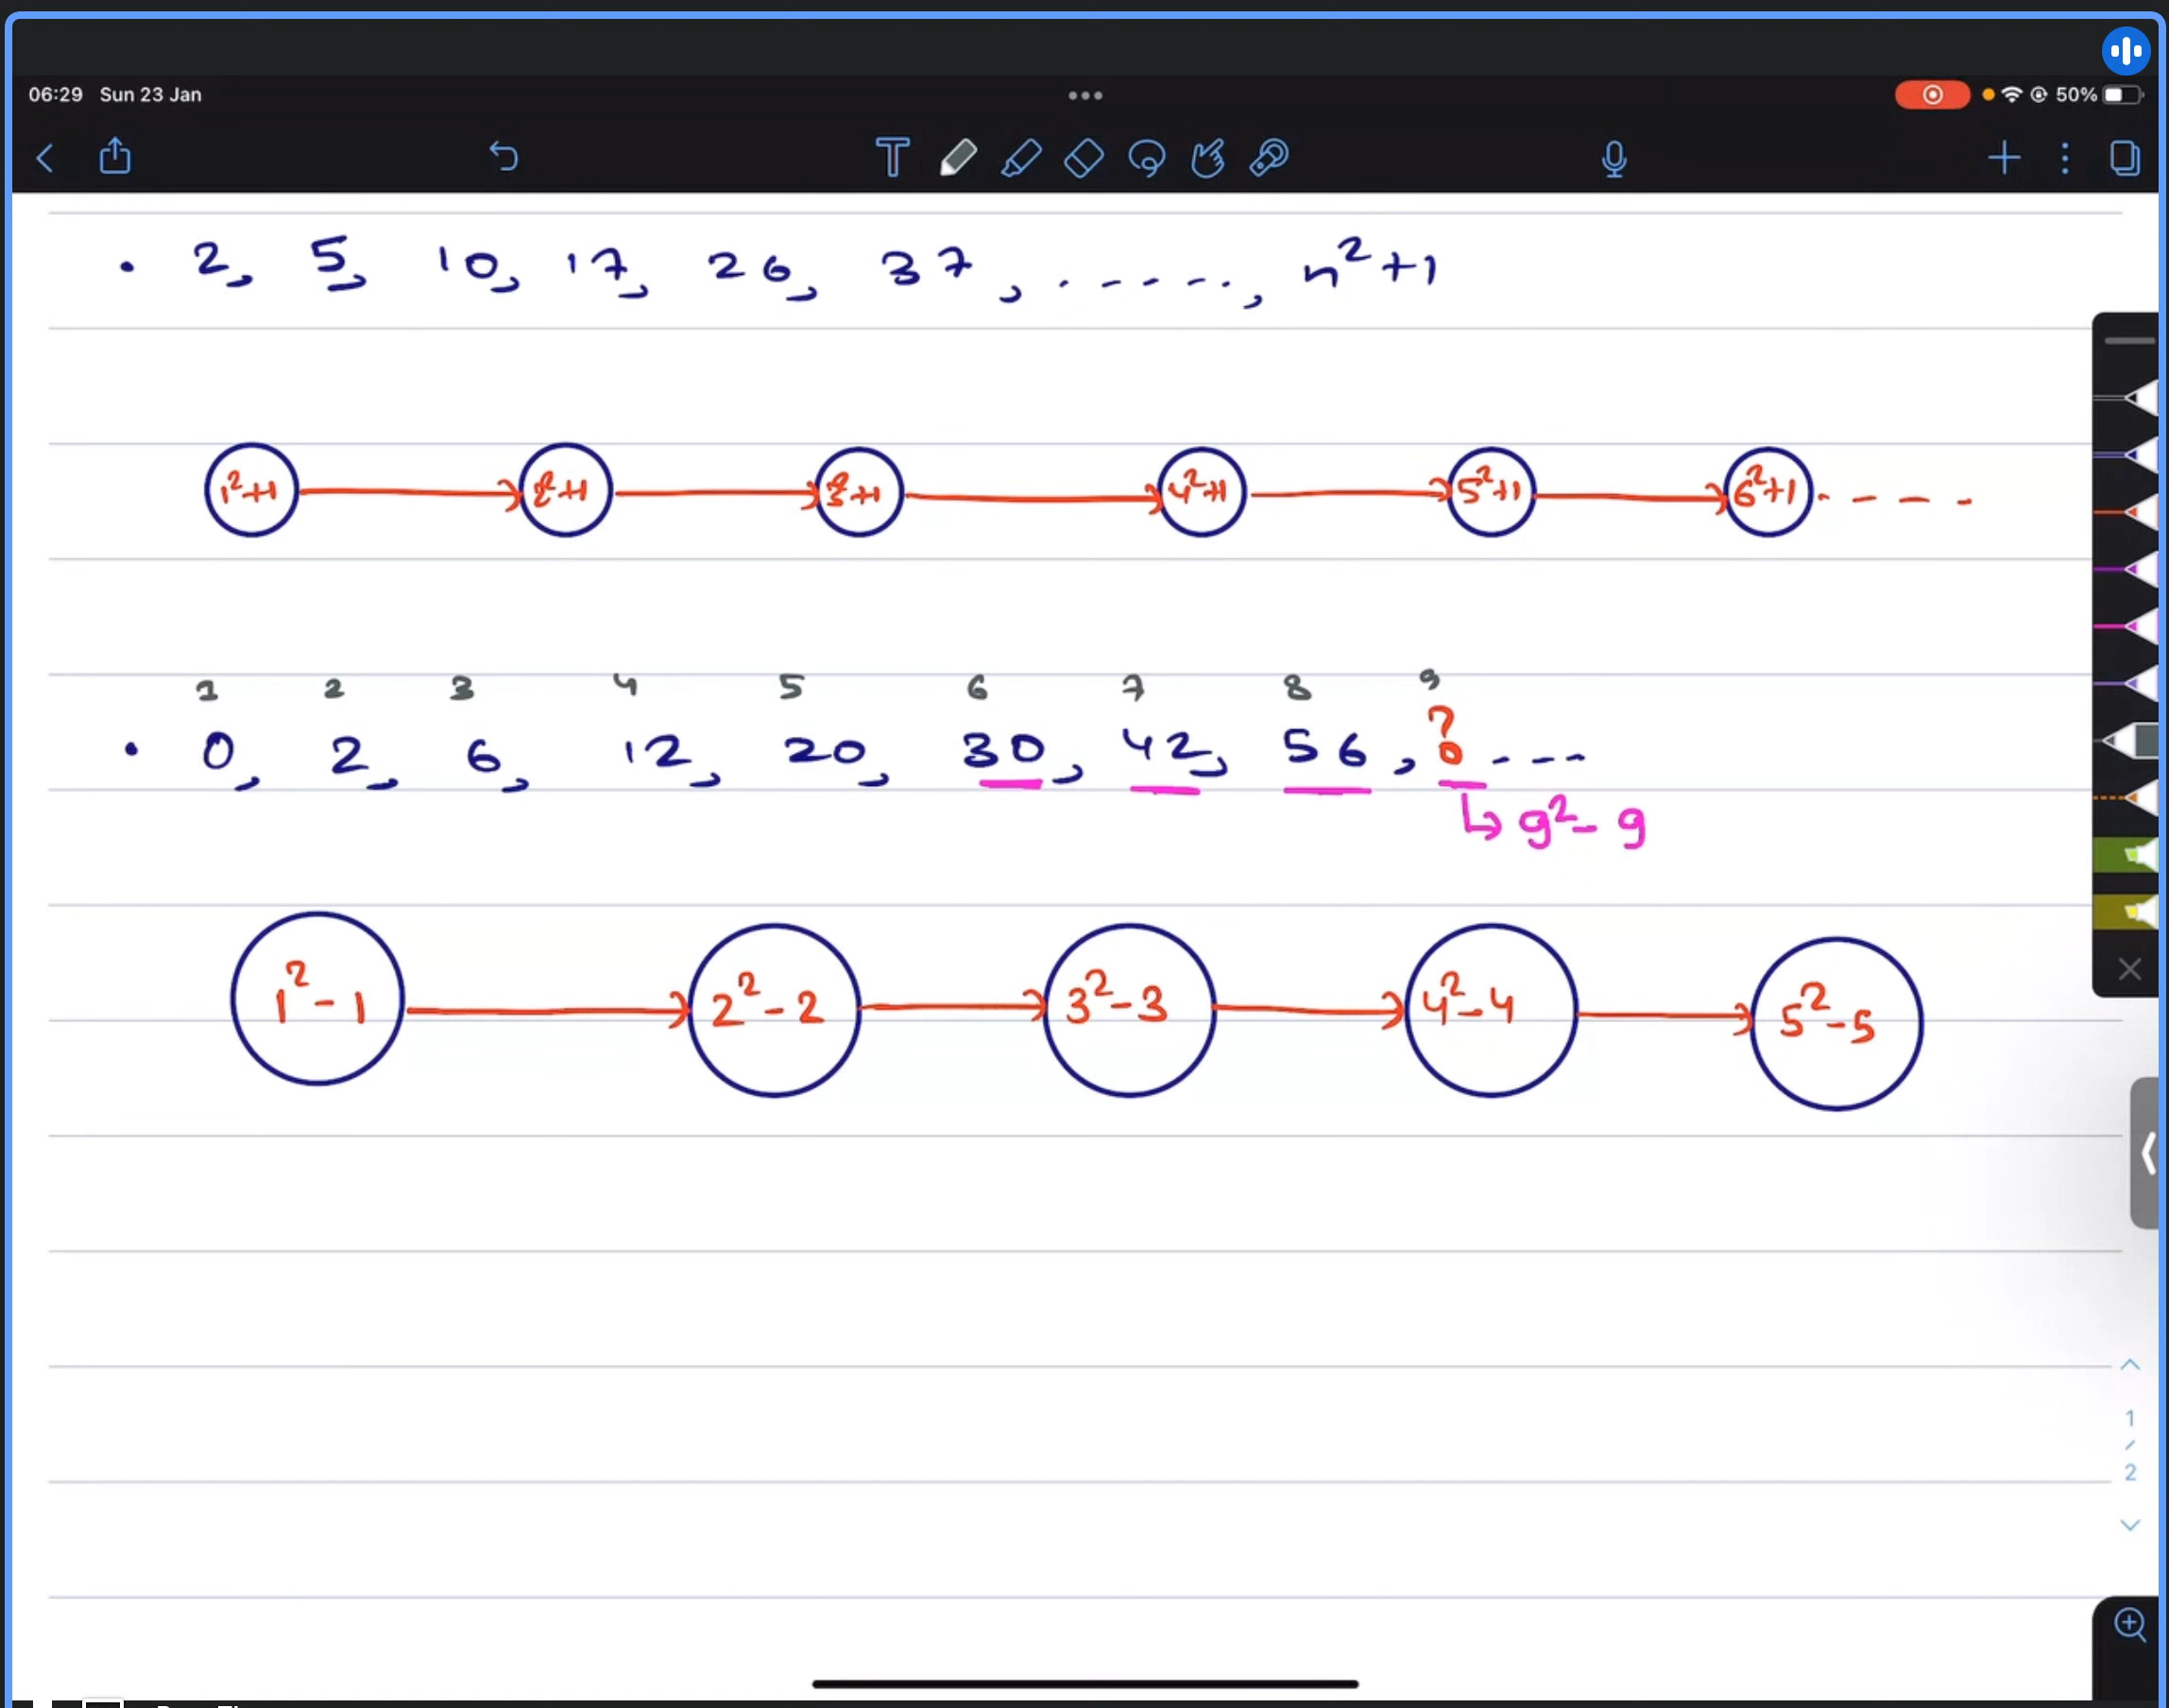 06:29 Sun 23 Jan 50%
• 2, 5, 10, 17, 26, 37, ....., n²+1
1²+1 → 2²+1 → 3²+1 → 4²+1 → 5²+1 → 6²+1 - - - -
1 2 3 4 5 6 7 8 9
?
• 0, 2, 6, 12, 20, 30, 42, 56, - - -
↳ 9²-9
1²-1 → 2²-2 → 3²-3 → 4²-4 → 5²-5
1
/
2